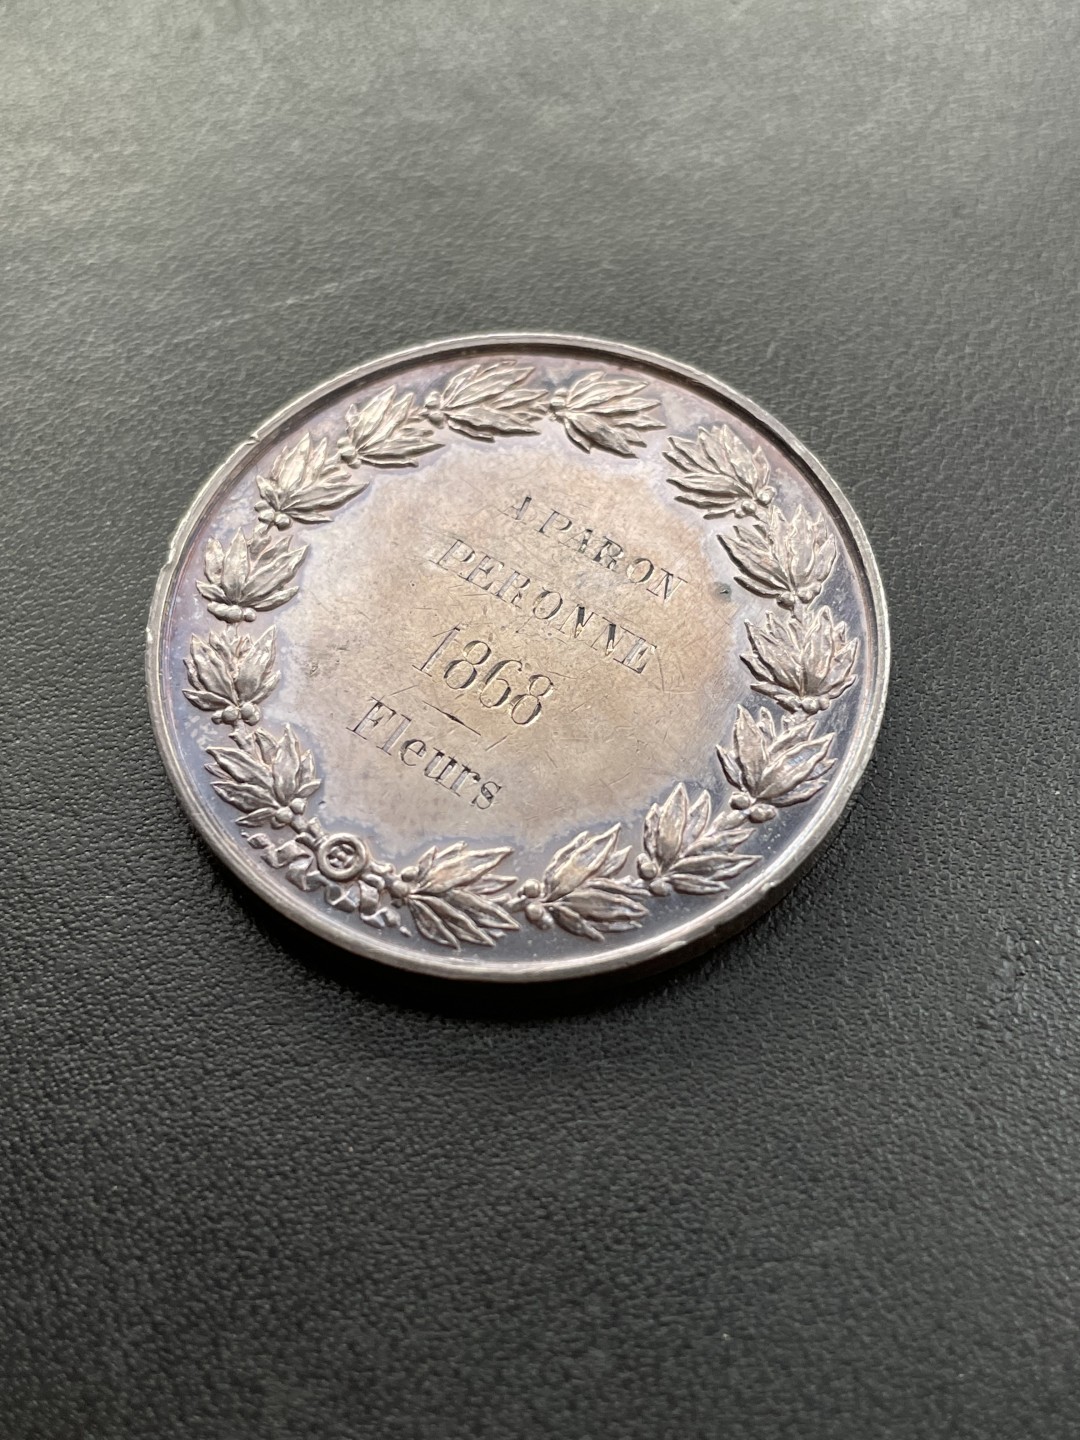 A PARON
PERONNE
1868
Fleurs